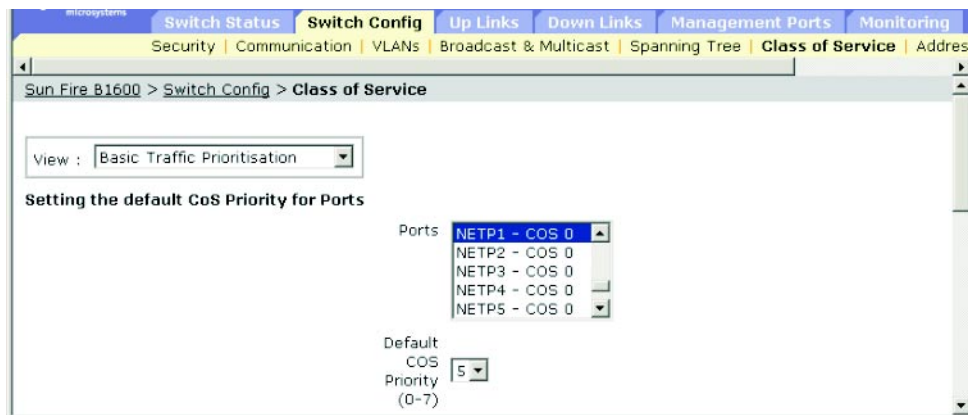 microsystems
Switch Status Switch Config Up Links Down Links Management Ports Monitoring
Security | Communication | VLANs | Broadcast & Multicast | Spanning Tree | Class of Service | Addres
Sun Fire B1600 > Switch Config > Class of Service
View : Basic Traffic Prioritisation
Setting the default CoS Priority for Ports
Ports NETP1 - COS 0
NETP2 - COS 0
NETP3 - COS 0
NETP4 - COS 0
NETP5 - COS 0
Default
COS
Priority
(0-7)
5